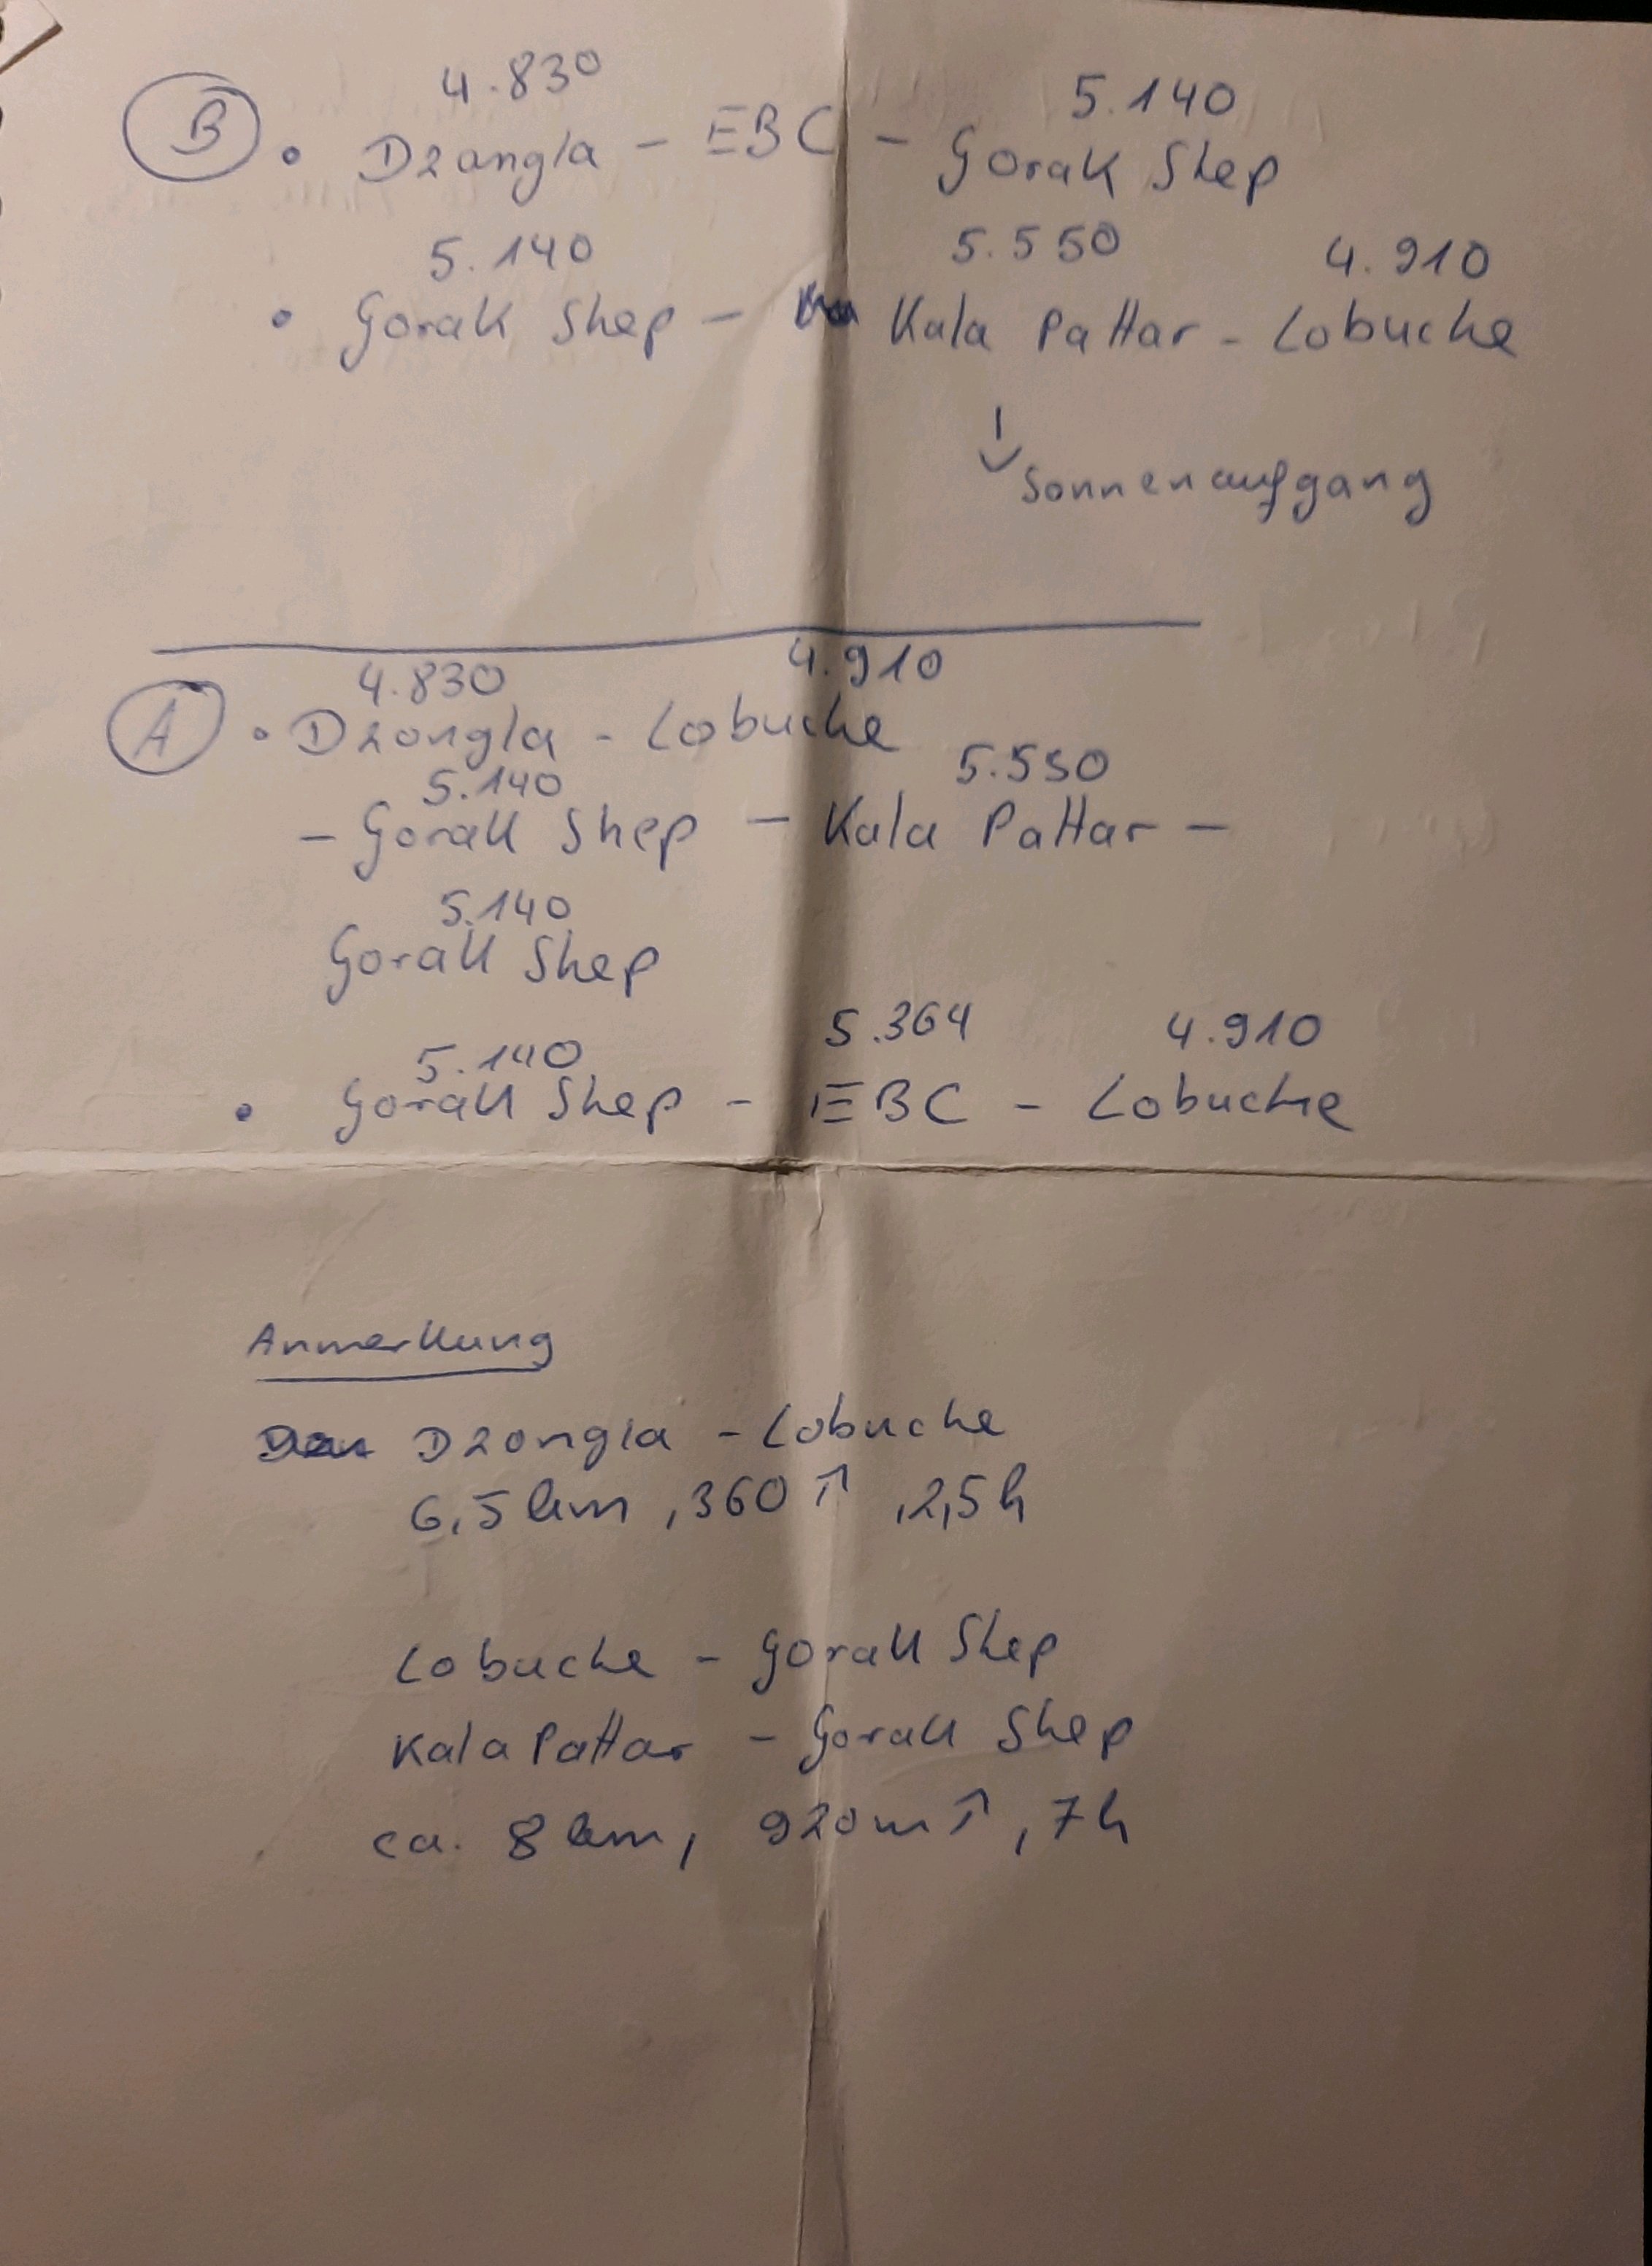 4.830 5.140
B • Dzongla - EBC - Gorak Shep
5.140 5.550 4.910
• Gorak Shep - Kala Pattar - Lobuche
↓ Sonnenaufgang
4.830 4.910
A • Dzongla - Lobuche
5.140 5.550
- Gorak Shep - Kala Pattar -
5.140
Gorak Shep
5.140 5.364 4.910
• Gorak Shep - EBC - Lobuche
Anmerkung
Dzongla - Lobuche
6,5 km, 360 ↑, 2,5 h
Lobuche - Gorak Shep
Kala Pattar - Gorak Shep
ca. 8 km, 920 m ↑, 7 h